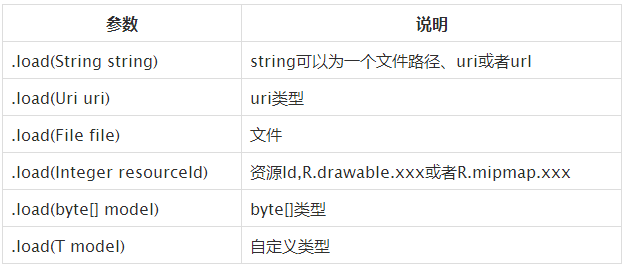 参数 说明
.load(String string) string可以为一个文件路径、uri或者url
.load(Uri uri) uri类型
.load(File file) 文件
.load(Integer resourceId) 资源Id,R.drawable.xxx或者R.mipmap.xxx
.load(byte[] model) byte[]类型
.load(T model) 自定义类型